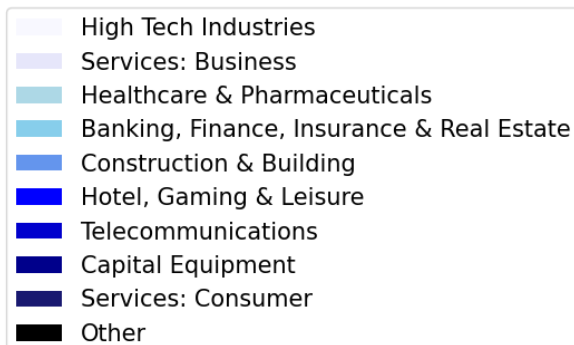 High Tech Industries
Services: Business
Healthcare & Pharmaceuticals
Banking, Finance, Insurance & Real Estate
Construction & Building
Hotel, Gaming & Leisure
Telecommunications
Capital Equipment
Services: Consumer
Other